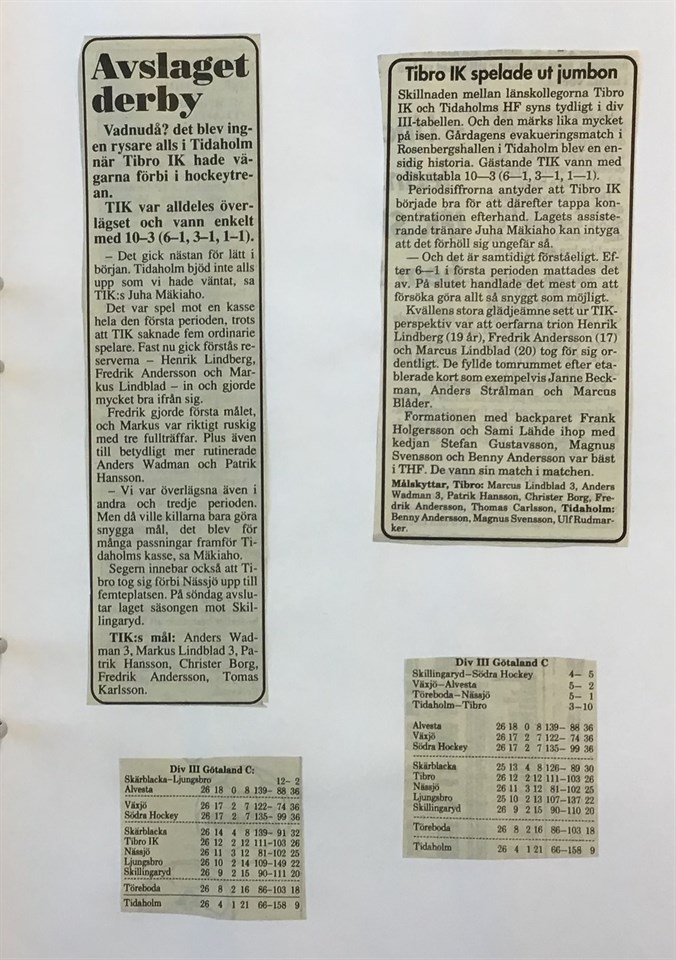 Avslaget
derby
Vadnudå? det blev ing-
en rysare alls i Tidaholm
när Tibro IK hade vä-
garna förbi i hockeytre-
an.
TIK var alldeles över-
lägset och vann enkelt
med 10–3 (6–1, 3–1, 1–1).
– Det gick nästan för lätt i
början. Tidaholm bjöd inte alls
upp som vi hade väntat, sa
TIK:s Juha Mäkiaho.
Det var spel mot en kasse
hela den första perioden, trots
att TIK saknade fem ordinarie
spelare. Fast nu gick förstås re-
serverna – Henrik Lindberg,
Fredrik Andersson och Mar-
kus Lindblad – in och gjorde
mycket bra ifrån sig.
Fredrik gjorde första målet,
och Markus var riktigt ruskig
med tre fullträffar. Plus även
till betydligt mer rutinerade
Anders Wadman och Patrik
Hansson.
– Vi var överlägsna även i
andra och tredje perioden.
Men då ville killarna bara göra
snygga mål, det blev för
många passningar framför Ti-
daholms kasse, sa Mäkiaho.
Segern innebar också att Ti-
bro tog sig förbi Nässjö upp till
femteplatsen. På söndag avslu-
tar laget säsongen mot Skil-
lingaryd.
TIK:s mål: Anders Wad-
man 3, Markus Lindblad 3, Pa-
trik Hansson, Christer Borg,
Fredrik Andersson, Tomas
Karlsson.
Tibro IK spelade ut jumbon
Skillnaden mellan länskollegorna Tibro
IK och Tidaholms HF syns tydligt i div
III-tabellen. Och den märks lika mycket
på isen. Gårdagens evakueringsmatch i
Rosenbergshallen i Tidaholm blev en en-
sidig historia. Gästande TIK vann med
odiskutabla 10—3 (6—1, 3—1, 1—1).
Periodsiffrorna antyder att Tibro IK
började bra för att därefter tappa kon-
centrationen efterhand. Lagets assiste-
rande tränare Juha Mäkiaho kan intyga
att det förhöll sig ungefär så.
— Och det är samtidigt förståeligt. Ef-
ter 6—1 i första perioden mattades det
av. På slutet handlade det mest om att
försöka göra allt så snyggt som möjligt.
Kvällens stora glädjeämne sett ur TIK-
perspektiv var att oerfarna trion Henrik
Lindberg (19 år), Fredrik Andersson (17)
och Marcus Lindblad (20) tog för sig or-
dentligt. De fyllde tomrummet efter eta-
blerade kort som exempelvis Janne Beck-
man, Anders Strålman och Marcus
Blåder.
Formationen med backparet Frank
Holgersson och Sami Lähde ihop med
kedjan Stefan Gustavsson, Magnus
Svensson och Benny Andersson var bäst
i THF. De vann sin match i matchen.
Målskyttar, Tibro: Marcus Lindblad 3, Anders
Wadman 3, Patrik Hansson, Christer Borg, Fre-
drik Andersson, Thomas Carlsson, Tidaholm:
Benny Andersson, Magnus Svensson, Ulf Rudmar-
ker.
Div III Götaland C:
Skärblacka–Ljungsbro 12– 2
Alvesta 26 18 0 8 139– 88 36
Växjö 26 17 2 7 122– 74 36
Södra Hockey 26 17 2 7 135– 99 36
Skärblacka 26 14 4 8 139– 91 32
Tibro IK 26 12 2 12 111–103 26
Nässjö 26 11 3 12 81–102 25
Ljungbro 26 10 2 14 109–149 22
Skillingaryd 26 9 2 15 90–111 20
Töreboda 26 8 2 16 86–103 18
Tidaholm 26 4 1 21 66–158 9
Div III Götaland C
Skillingaryd–Södra Hockey 4– 5
Växjö–Alvesta 5– 2
Töreboda–Nässjö 5– 1
Tidaholm–Tibro 3–10
Alvesta 26 18 0 8 139– 88 36
Växjö 26 17 2 7 122– 74 36
Södra Hockey 26 17 2 7 135– 99 36
Skärblacka 25 13 4 8 126– 89 30
Tibro 26 12 2 12 111–103 26
Nässjö 26 11 3 12 81–102 25
Ljungbro 25 10 2 13 107–137 22
Skillingaryd 26 9 2 15 90–110 20
Töreboda 26 8 2 16 86–103 18
Tidaholm 26 4 1 21 66–158 9